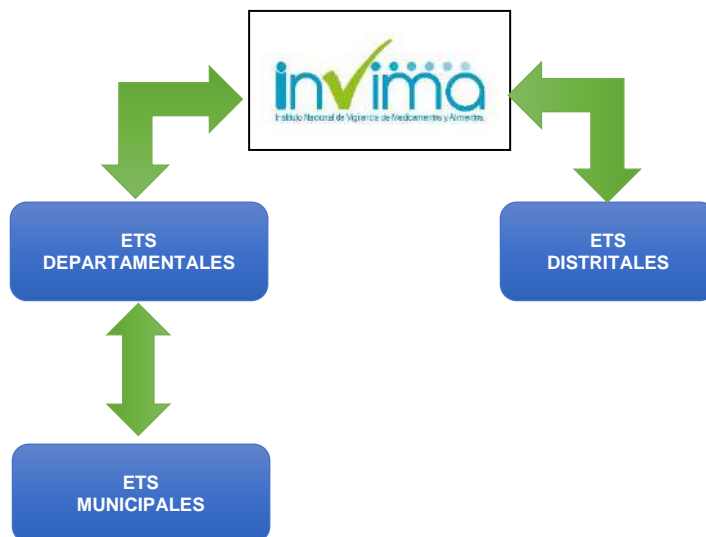 invima
Instituto Nacional de Vigilancia de Medicamentos y Alimentos
ETS
DEPARTAMENTALES
ETS
DISTRITALES
ETS
MUNICIPALES